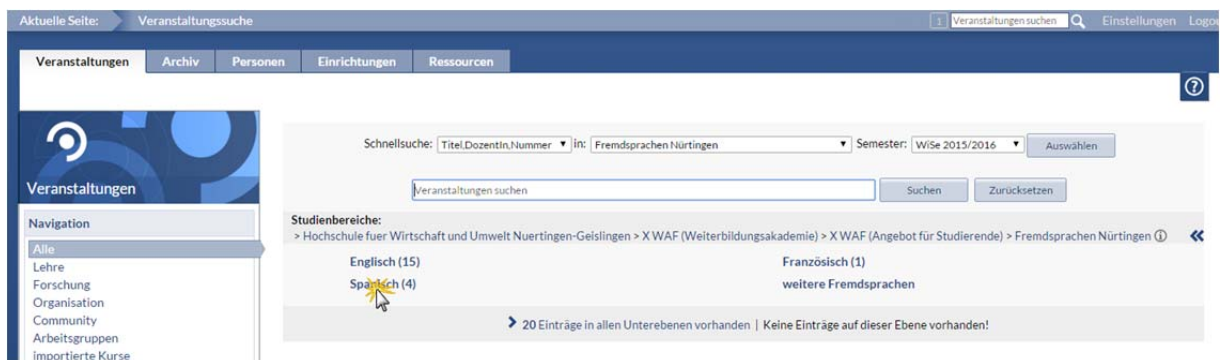 Aktuelle Seite: Veranstaltungssuche 1 Veranstaltungen suchen Einstellungen
Veranstaltungen Archiv Personen Einrichtungen Ressourcen
?
Schnellsuche: Titel,DozentIn,Nummer in: Fremdsprachen Nürtingen Semester: WiSe 2015/2016 Auswählen
Veranstaltungen suchen Suchen Zurücksetzen
Veranstaltungen
Navigation
Alle
Lehre
Forschung
Organisation
Community
Arbeitsgruppen
importierte Kurse
Studienbereiche:
> Hochschule fuer Wirtschaft und Umwelt Nuertingen-Geislingen > X WAF (Weiterbildungsakademie) > X WAF (Angebot für Studierende) > Fremdsprachen Nürtingen
Englisch (15) Französisch (1)
Spanisch (4) weitere Fremdsprachen
20 Einträge in allen Unterebenen vorhanden | Keine Einträge auf dieser Ebene vorhanden!